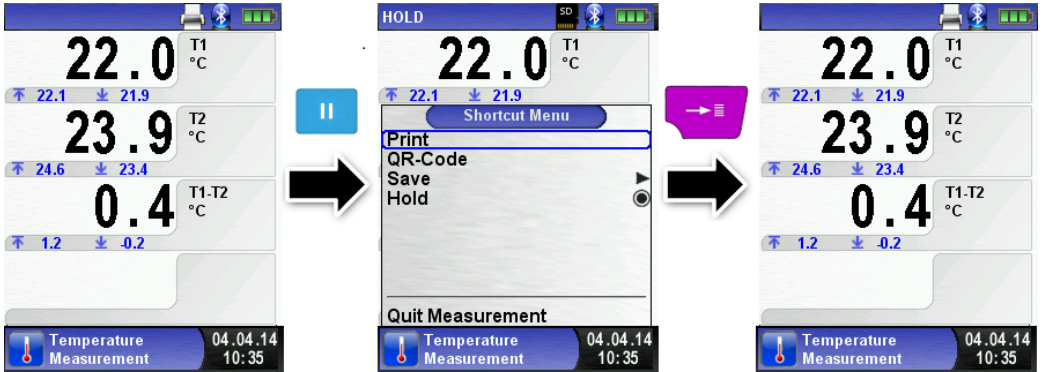 22.0 T1
°C
22.1 21.9
23.9 T2
°C
24.6 23.4
0.4 T1-T2
°C
1.2 -0.2
Temperature
Measurement
04.04.14
10:35
HOLD
SD
22.0 T1
°C
22.1 21.9
Shortcut Menu
Print
QR-Code
Save
Hold
Quit Measurement
Temperature
Measurement
04.04.14
10:35
22.0 T1
°C
22.1 21.9
23.9 T2
°C
24.6 23.4
0.4 T1-T2
°C
1.2 -0.2
Temperature
Measurement
04.04.14
10:35